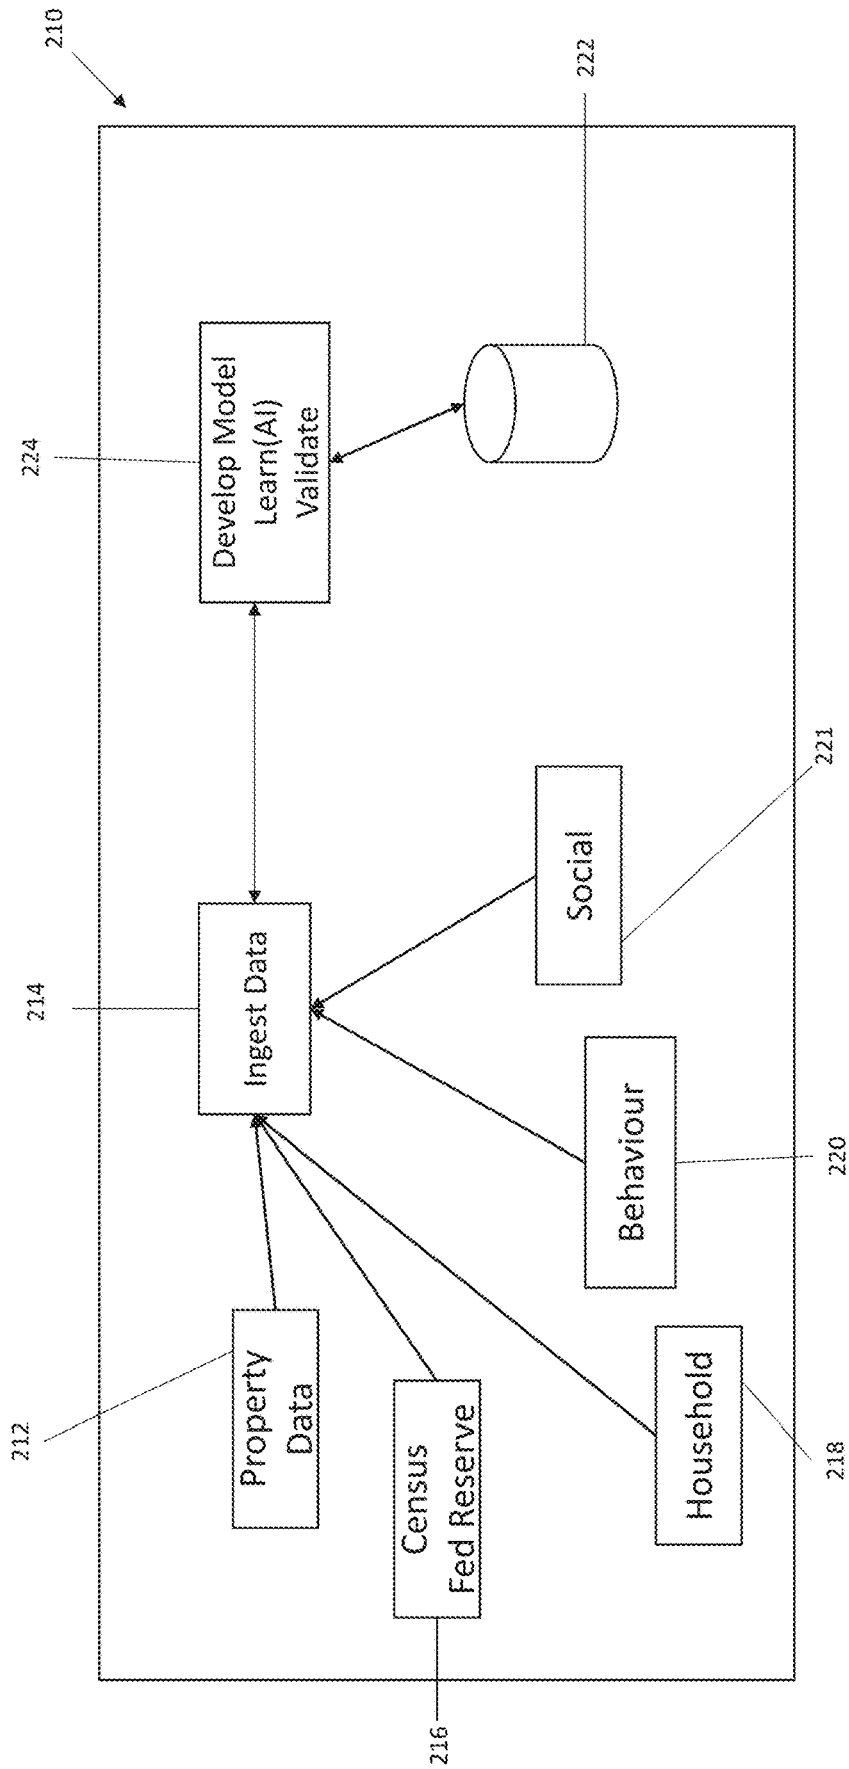 210
212
214
224
Property
Data
Ingest Data
Develop Model
Learn(AI)
Validate
Census
Fed Reserve
Household
Behaviour
Social
216
218
220
221
222